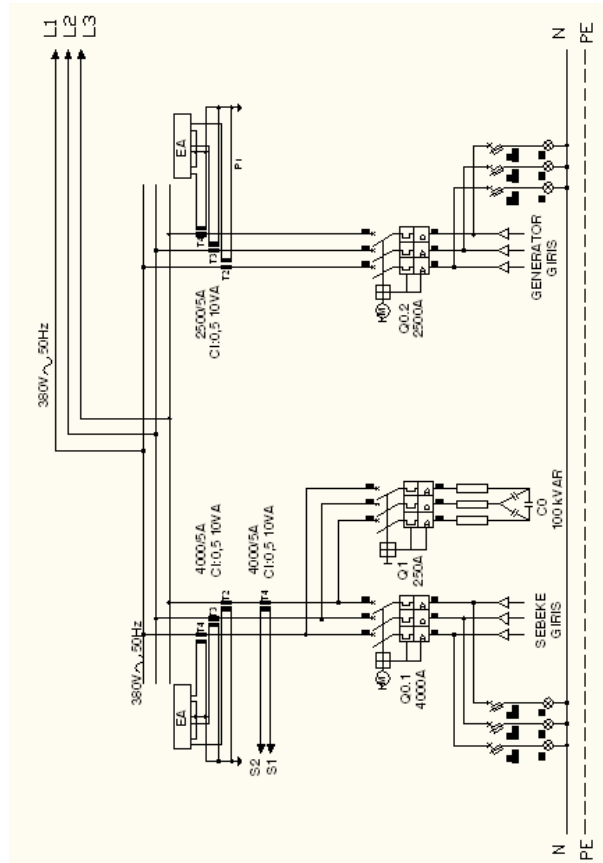 L1
L2
L3
380V 50Hz
N
PE
EA
T4
T3
T2
P1
2500/5A
Cl:0,5 10VA
Q0.2
2500A
GENERATOR
GIRIS
4000/5A
Cl:0,5 10VA
4000/5A
Cl:0,5 10VA
Q1
250A
C0
100 kVAR
380V 50Hz
EA
T4
T3
T2
T4
S2
S1
Q0.1
4000A
SEBEKE
GIRIS
N
PE